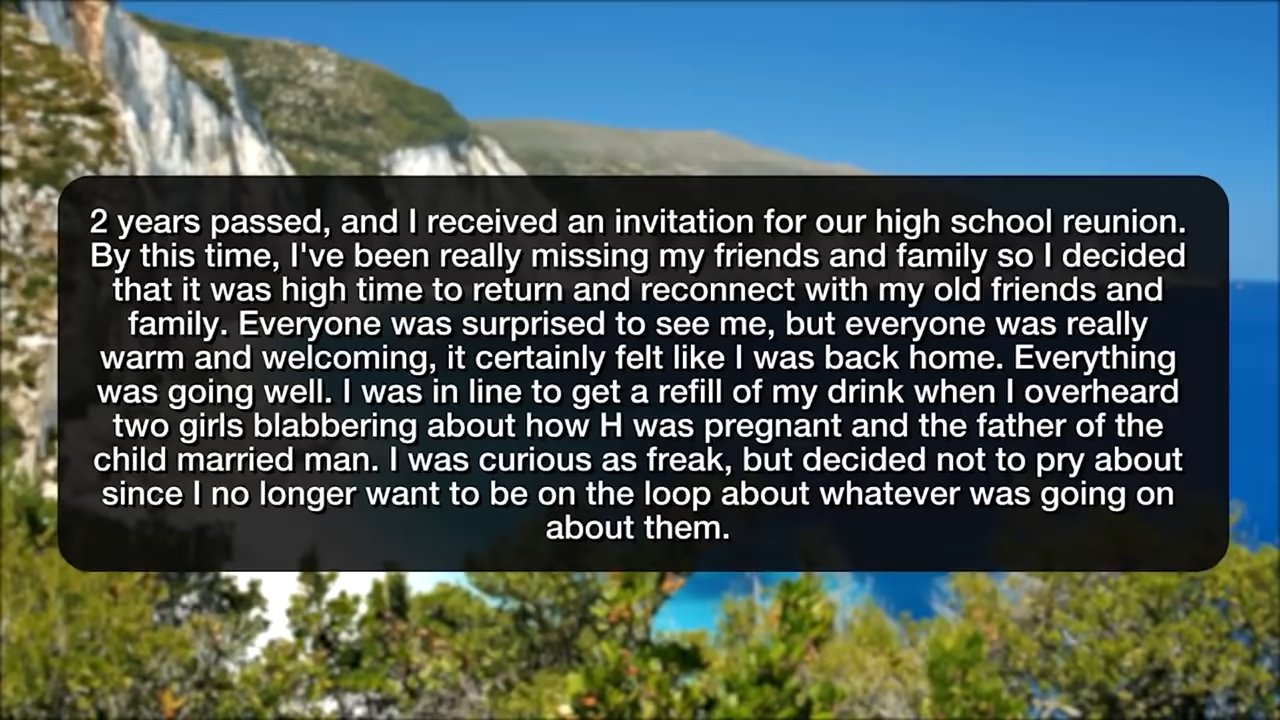 2 years passed, and I received an invitation for our high school reunion.
By this time, I've been really missing my friends and family so I decided
that it was high time to return and reconnect with my old friends and
family. Everyone was surprised to see me, but everyone was really
warm and welcoming, it certainly felt like I was back home. Everything
was going well. I was in line to get a refill of my drink when I overheard
two girls blabbering about how H was pregnant and the father of the
child married man. I was curious as freak, but decided not to pry about
since I no longer want to be on the loop about whatever was going on
about them.